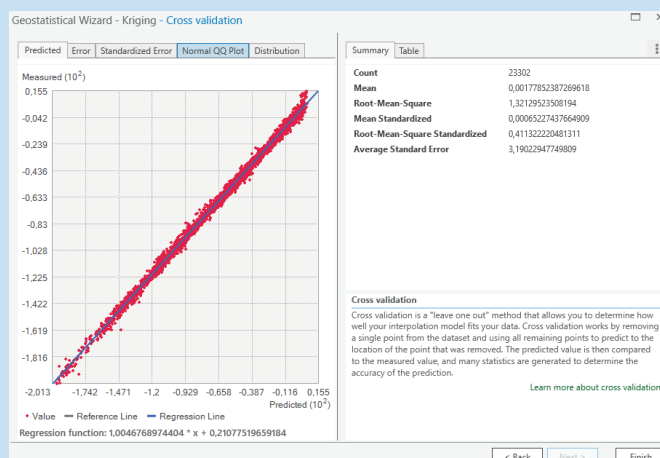 Geostatistical Wizard - Kriging - Cross validation
Predicted Error Standardized Error Normal QQ Plot Distribution
Measured (10²)
0,155
-0,042
-0,239
-0,436
-0,633
-0,83
-1,028
-1,225
-1,422
-1,619
-1,816
-2,013 -1,742 -1,471 -1,2 -0,929 -0,658 -0,387 -0,116 0,155
Predicted (10²)
Value Reference Line Regression Line
Regression function: 1,0046768974404 * x + 0,21077519659184
Summary Table
Count 23302
Mean 0,00177852387269618
Root-Mean-Square 1,32129523508194
Mean Standardized 0,00065227437664909
Root-Mean-Square Standardized 0,411322220481311
Average Standard Error 3,19022947749809
Cross validation
Cross validation is a "leave one out" method that allows you to determine how
well your interpolation model fits your data. Cross validation works by removing
a single point from the dataset and using all remaining points to predict to the
location of the point that was removed. The predicted value is then compared
to the measured value, and many statistics are generated to determine the
accuracy of the prediction.
Learn more about cross validation
< Back Next > Finish